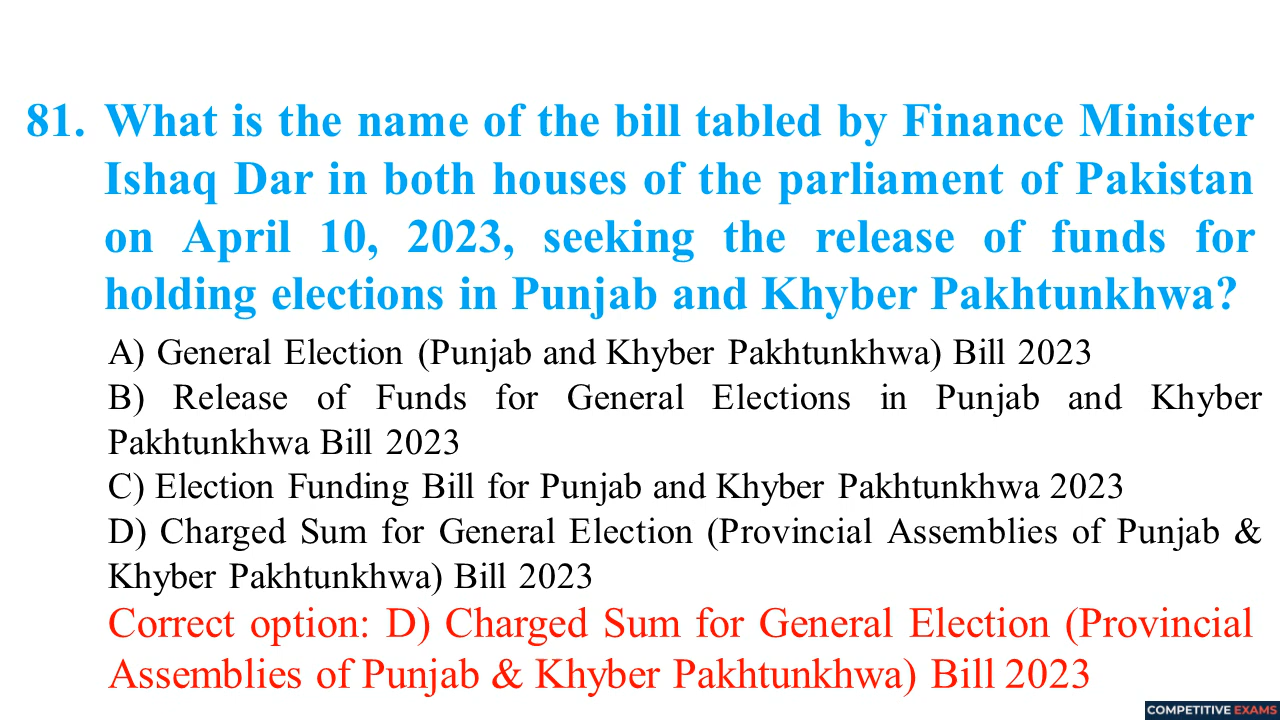 81. What is the name of the bill tabled by Finance Minister
Ishaq Dar in both houses of the parliament of Pakistan
on April 10, 2023, seeking the release of funds for
holding elections in Punjab and Khyber Pakhtunkhwa?
A) General Election (Punjab and Khyber Pakhtunkhwa) Bill 2023
B) Release of Funds for General Elections in Punjab and Khyber
Pakhtunkhwa Bill 2023
C) Election Funding Bill for Punjab and Khyber Pakhtunkhwa 2023
D) Charged Sum for General Election (Provincial Assemblies of Punjab &
Khyber Pakhtunkhwa) Bill 2023
Correct option: D) Charged Sum for General Election (Provincial
Assemblies of Punjab & Khyber Pakhtunkhwa) Bill 2023
COMPETITIVE EXAMS